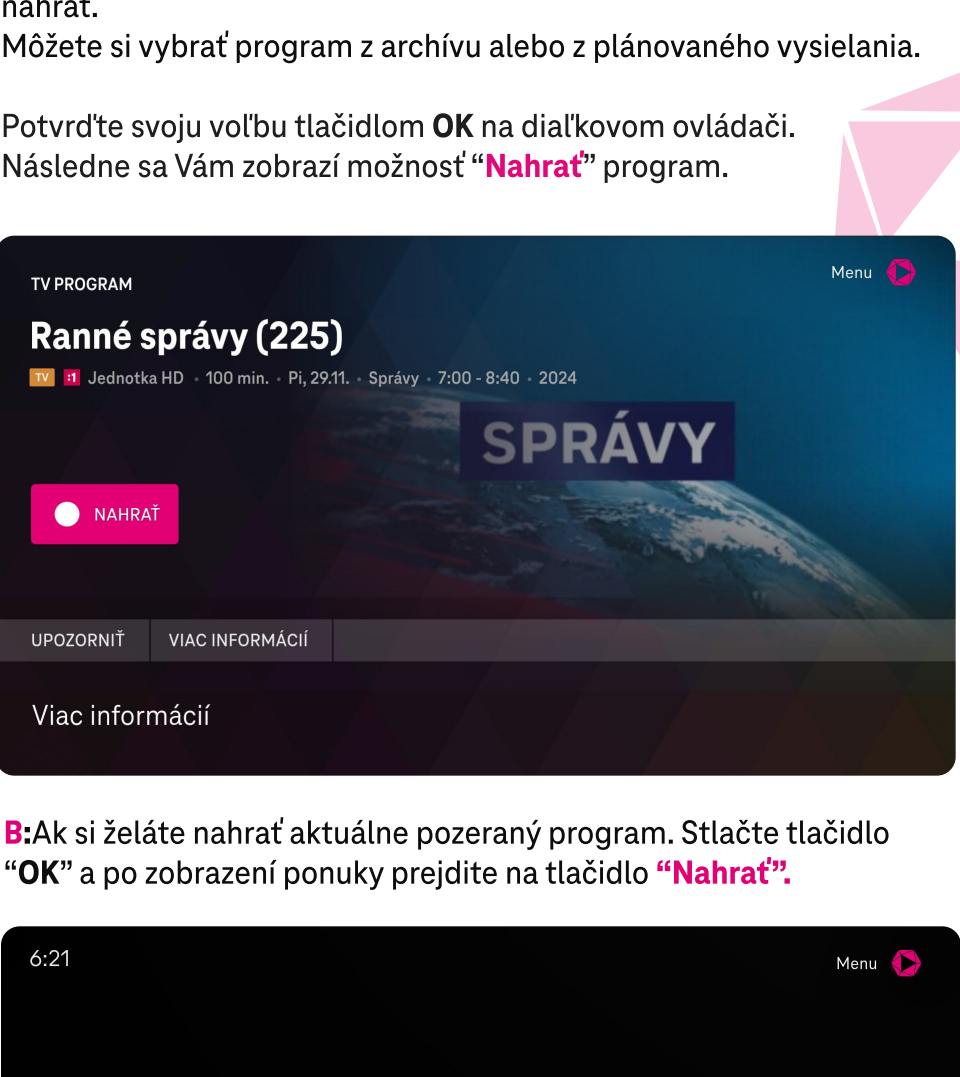 nahrať.
Môžete si vybrať program z archívu alebo z plánovaného vysielania.
Potvrďte svoju voľbu tlačidlom OK na diaľkovom ovládači.
Následne sa Vám zobrazí možnosť “Nahrať” program.
TV PROGRAM
Menu
Ranné správy (225)
TV :1 Jednotka HD • 100 min. • Pi, 29.11. • Správy • 7:00 - 8:40 • 2024
SPRÁVY
NAHRAŤ
UPOZORNIŤ VIAC INFORMÁCIÍ
Viac informácií
B:Ak si želáte nahrať aktuálne pozeraný program. Stlačte tlačidlo
“OK” a po zobrazení ponuky prejdite na tlačidlo “Nahrať”.
6:21
Menu